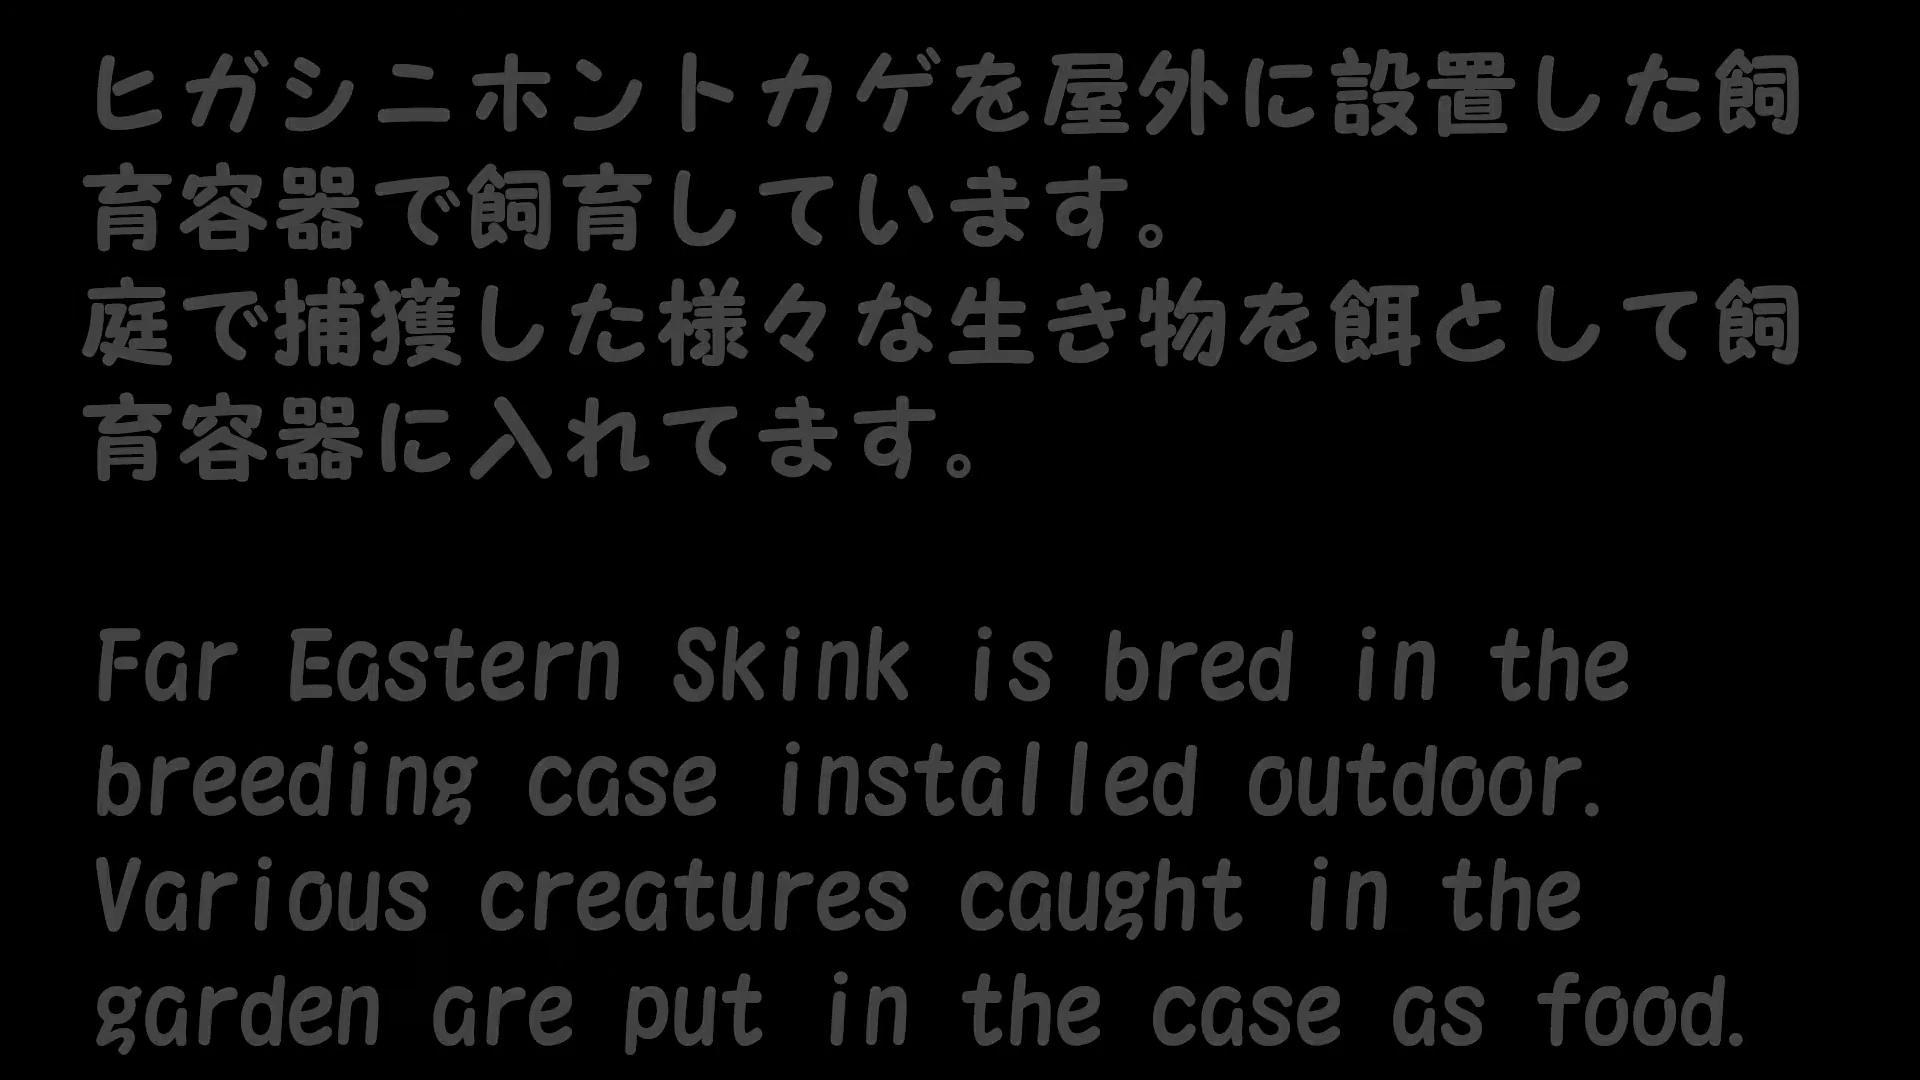 ヒガシニホントカゲを屋外に設置した飼
育容器で飼育しています。
庭で捕獲した様々な生き物を餌として飼
育容器に入れてます。
Far Eastern Skink is bred in the
breeding case installed outdoor.
Various creatures caught in the
garden are put in the case as food.